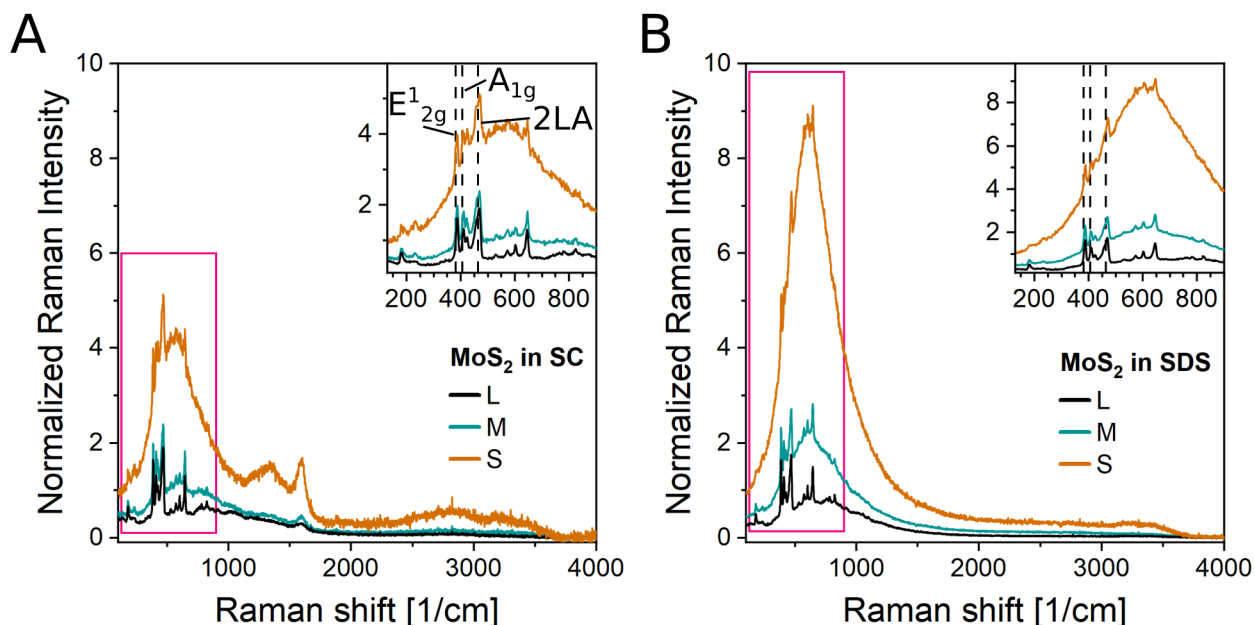 A
Normalized Raman Intensity
10
8
6
4
2
0
1000 2000 3000 4000
Raman shift [1/cm]
E¹₂g
A₁g
2LA
4
2
200 400 600 800
MoS₂ in SC
L
M
S
B
Normalized Raman Intensity
10
8
6
4
2
0
1000 2000 3000 4000
Raman shift [1/cm]
8
6
4
2
200 400 600 800
MoS₂ in SDS
L
M
S